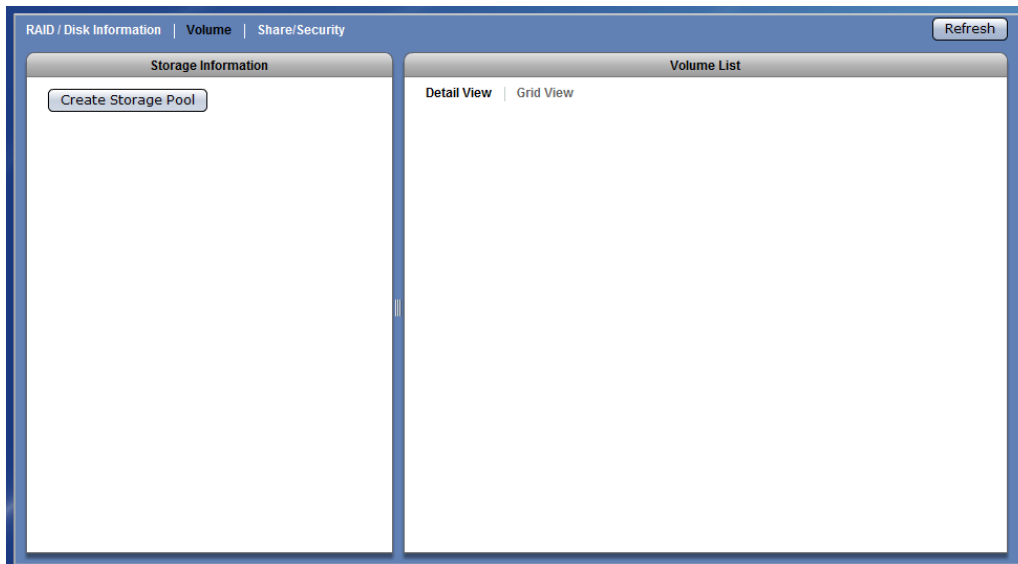 RAID / Disk Information | Volume | Share/Security
Refresh
Storage Information
Create Storage Pool
Volume List
Detail View | Grid View